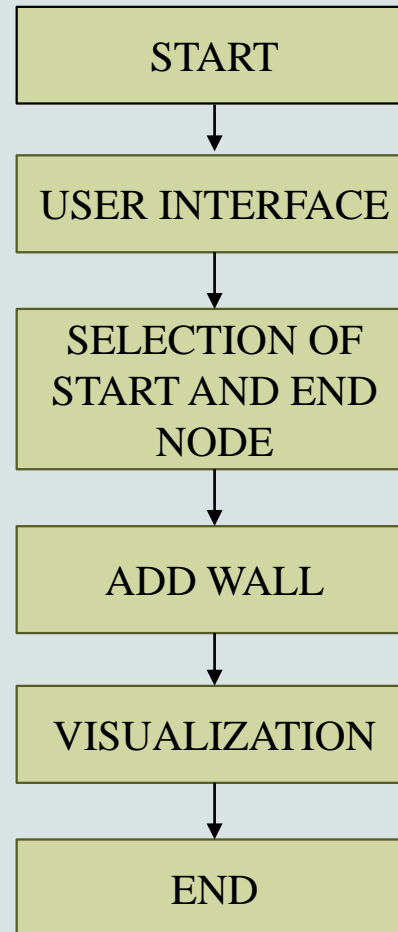 START
USER INTERFACE
SELECTION OF
START AND END
NODE
ADD WALL
VISUALIZATION
END